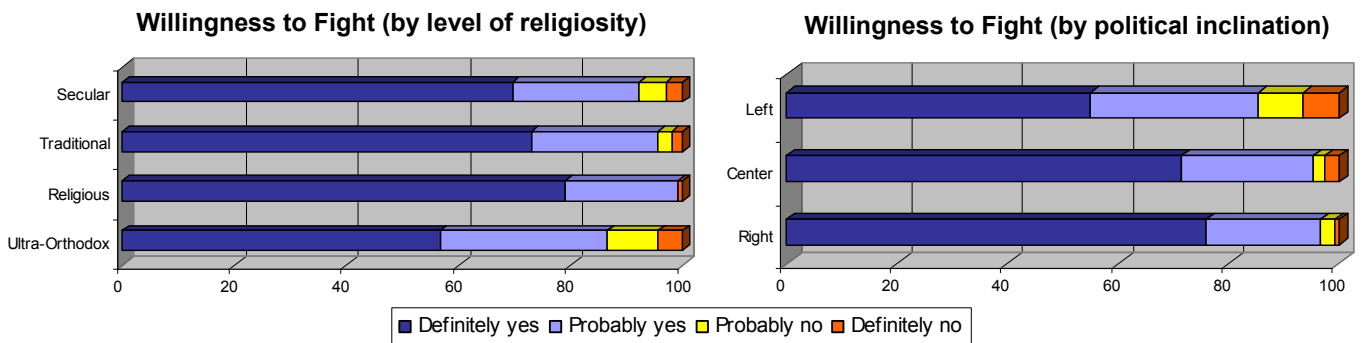 Willingness to Fight (by level of religiosity)
Secular
Traditional
Religious
Ultra-Orthodox
0 20 40 60 80 100
Willingness to Fight (by political inclination)
Left
Center
Right
0 20 40 60 80 100
Definitely yes Probably yes Probably no Definitely no